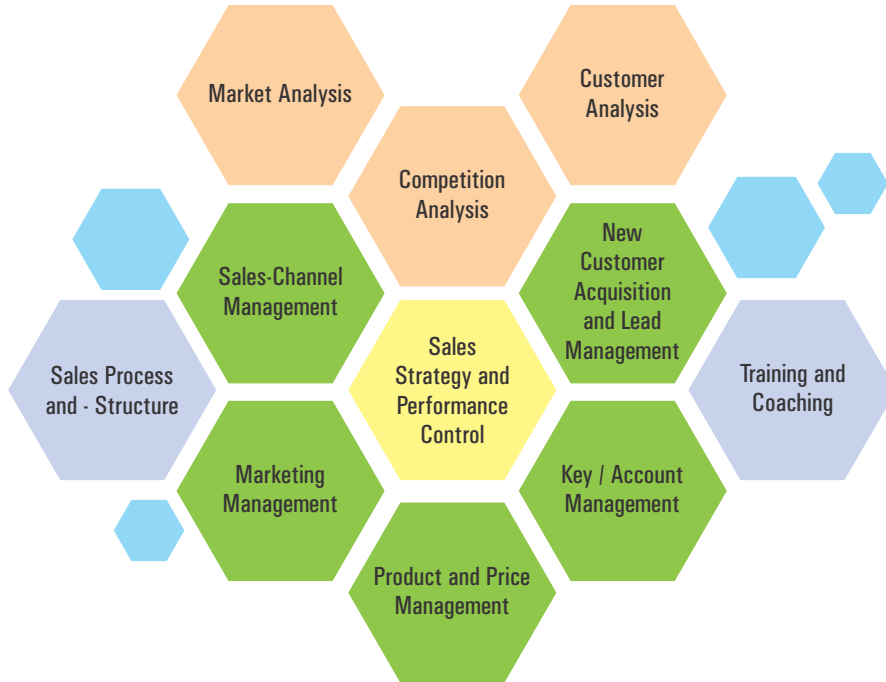 Market Analysis
Customer
Analysis
Competition
Analysis
Sales-Channel
Management
New
Customer
Acquisition
and Lead
Management
Sales Process
and - Structure
Sales
Strategy and
Performance
Control
Training and
Coaching
Marketing
Management
Key / Account
Management
Product and Price
Management